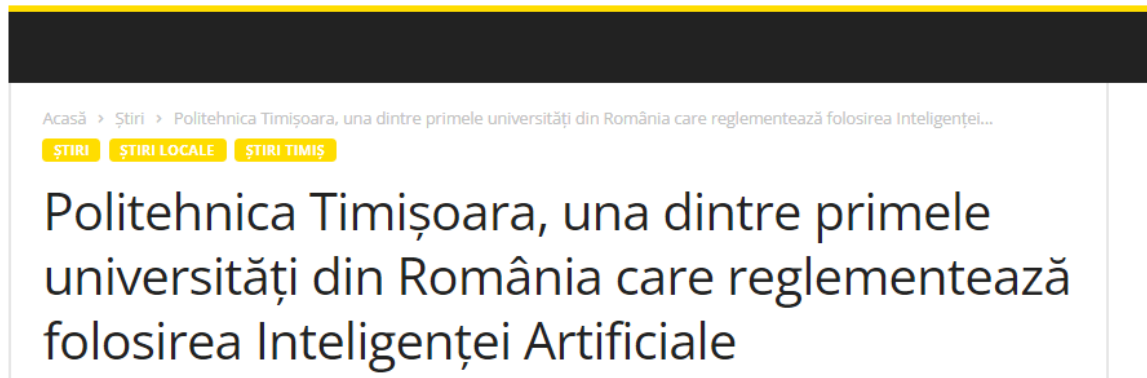 Acasă › Știri › Politehnica Timișoara, una dintre primele universități din România care reglementează folosirea Inteligenței...
ȘTIRI ȘTIRI LOCALE ȘTIRI TIMIȘ
Politehnica Timișoara, una dintre primele
universități din România care reglementează
folosirea Inteligenței Artificiale